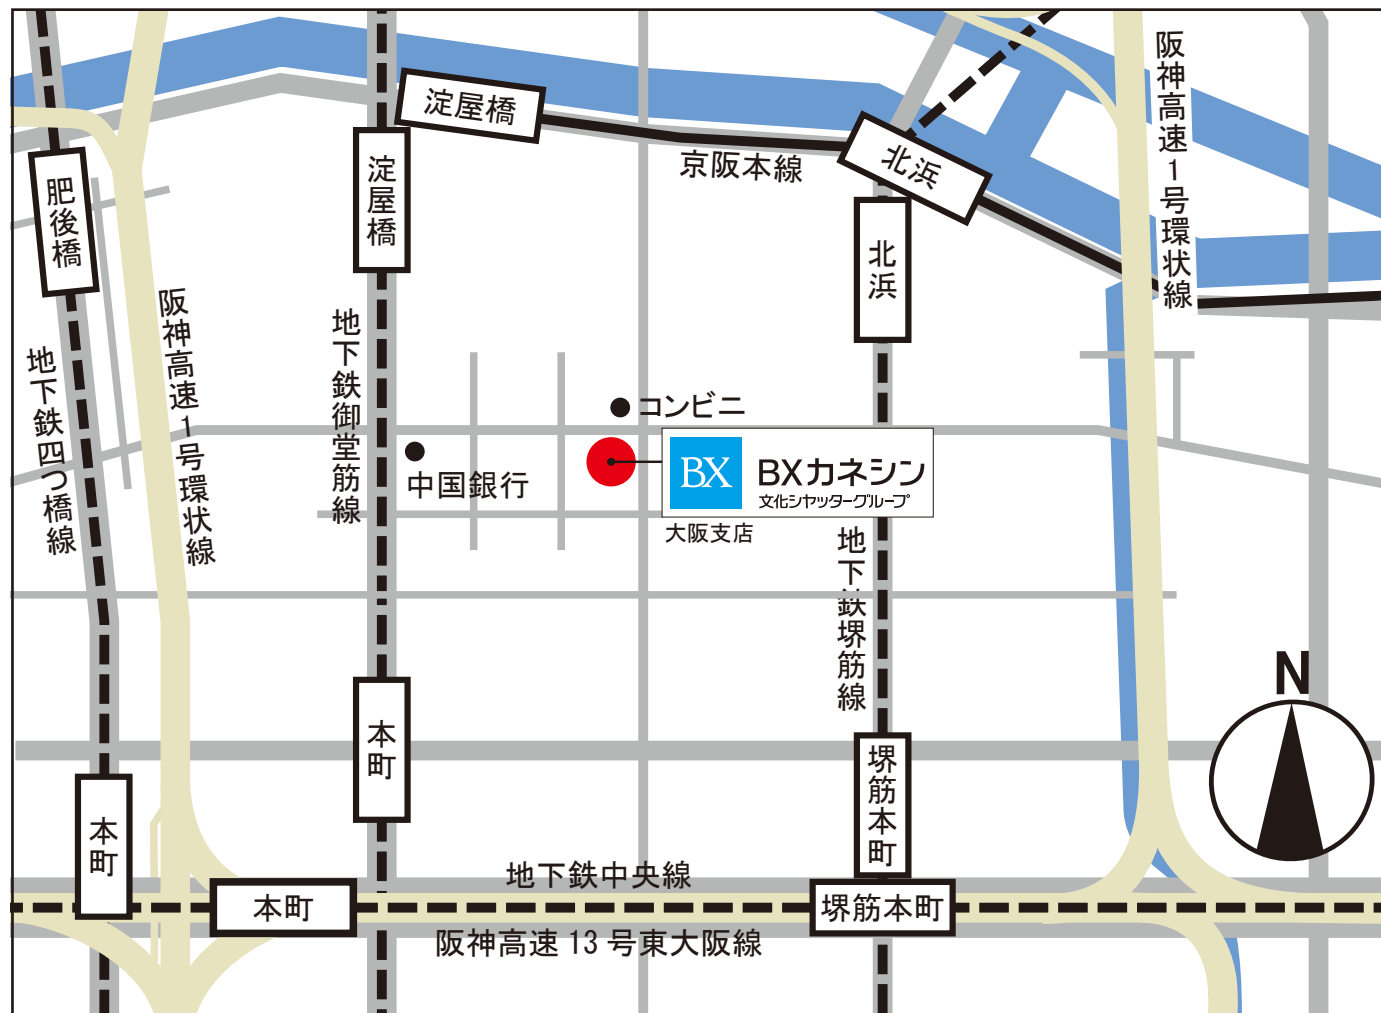 淀屋橋
京阪本線
北浜
阪神高速1号環状線
肥後橋
淀屋橋
北浜
地下鉄四つ橋線
阪神高速1号環状線
地下鉄御堂筋線
コンビニ
中国銀行
BX
BXカネシン
文化シヤッターグループ
大阪支店
地下鉄堺筋線
N
本町
本町
堺筋本町
地下鉄中央線
本町
堺筋本町
阪神高速 13 号東大阪線